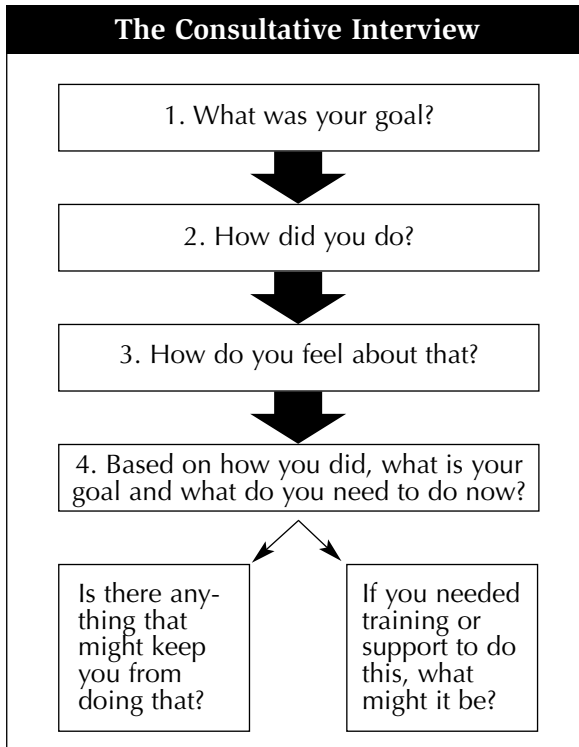 The Consultative Interview
1. What was your goal?
2. How did you do?
3. How do you feel about that?
4. Based on how you did, what is your
goal and what do you need to do now?
Is there any-
thing that
might keep
you from
doing that?
If you needed
training or
support to do
this, what
might it be?